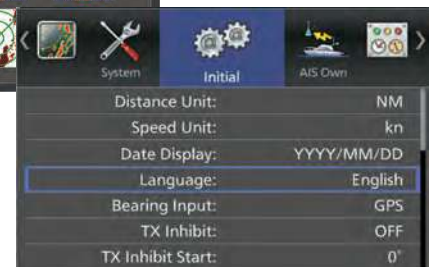 System
Initial
AIS Own
Distance Unit: NM
Speed Unit: kn
Date Display: YYYY/MM/DD
Language: English
Bearing Input: GPS
TX Inhibit: OFF
TX Inhibit Start: 0°